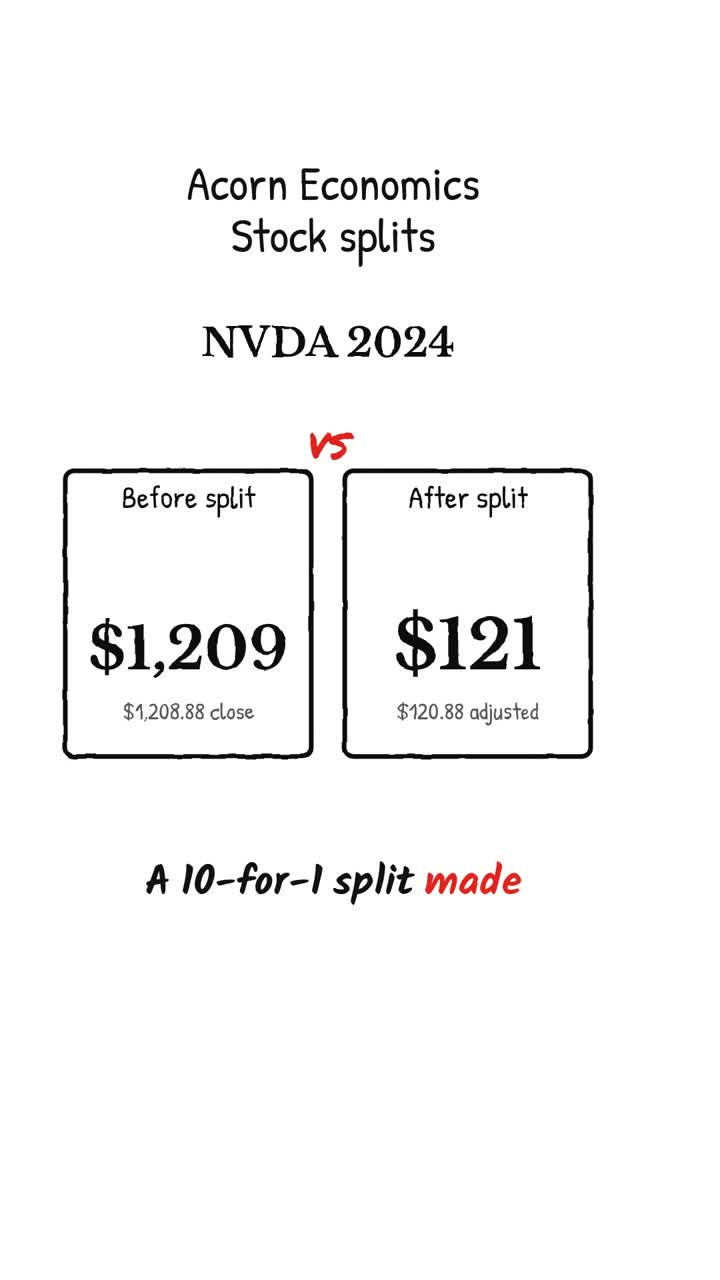 Acorn Economics
Stock splits
NVDA 2024
vs
Before split
$1,209
$1,208.88 close
After split
$121
$120.88 adjusted
A 10-for-1 split made